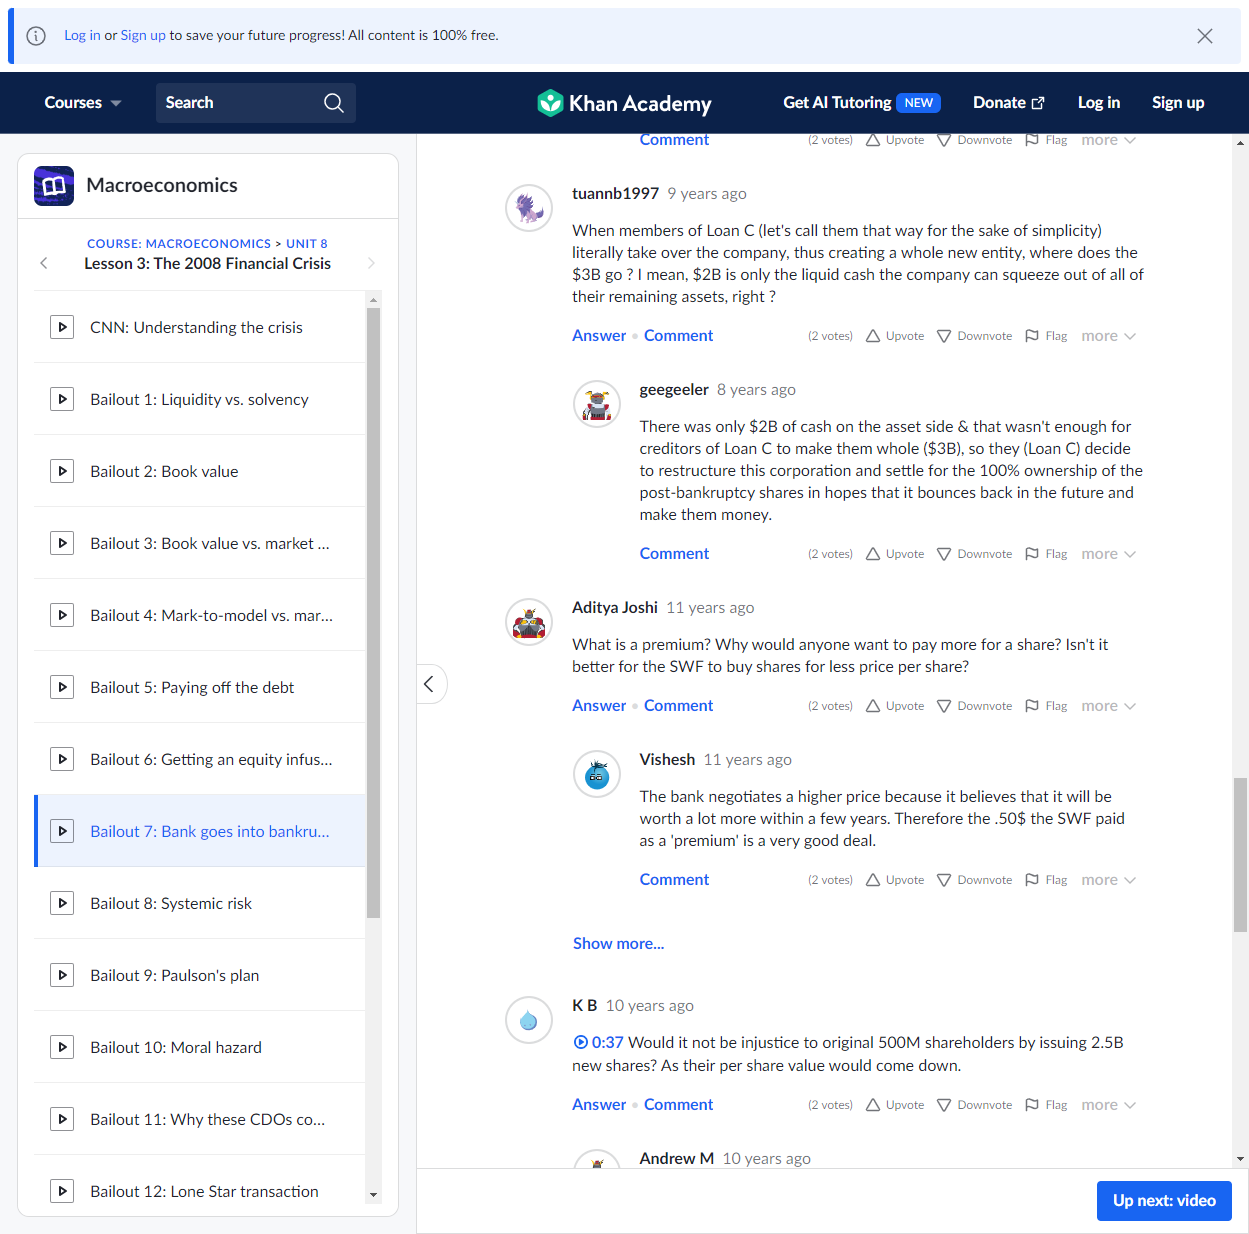 Log in or Sign up to save your future progress! All content is 100% free.
Courses
Search
Khan Academy
Get AI Tutoring NEW
Donate
Log in
Sign up
Macroeconomics
COURSE: MACROECONOMICS > UNIT 8
Lesson 3: The 2008 Financial Crisis
CNN: Understanding the crisis
Bailout 1: Liquidity vs. solvency
Bailout 2: Book value
Bailout 3: Book value vs. market ...
Bailout 4: Mark-to-model vs. mar...
Bailout 5: Paying off the debt
Bailout 6: Getting an equity infus...
Bailout 7: Bank goes into bankru...
Bailout 8: Systemic risk
Bailout 9: Paulson's plan
Bailout 10: Moral hazard
Bailout 11: Why these CDOs co...
Bailout 12: Lone Star transaction
Comment (2 votes) Upvote Downvote Flag more
tuannb1997 9 years ago
When members of Loan C (let's call them that way for the sake of simplicity)
literally take over the company, thus creating a whole new entity, where does the
$3B go ? I mean, $2B is only the liquid cash the company can squeeze out of all of
their remaining assets, right ?
Answer • Comment (2 votes) Upvote Downvote Flag more
geegeeler 8 years ago
There was only $2B of cash on the asset side & that wasn't enough for
creditors of Loan C to make them whole ($3B), so they (Loan C) decide
to restructure this corporation and settle for the 100% ownership of the
post-bankruptcy shares in hopes that it bounces back in the future and
make them money.
Comment (2 votes) Upvote Downvote Flag more
Aditya Joshi 11 years ago
What is a premium? Why would anyone want to pay more for a share? Isn't it
better for the SWF to buy shares for less price per share?
Answer • Comment (2 votes) Upvote Downvote Flag more
Vishesh 11 years ago
The bank negotiates a higher price because it believes that it will be
worth a lot more within a few years. Therefore the .50$ the SWF paid
as a 'premium' is a very good deal.
Comment (2 votes) Upvote Downvote Flag more
Show more...
K B 10 years ago
0:37 Would it not be injustice to original 500M shareholders by issuing 2.5B
new shares? As their per share value would come down.
Answer • Comment (2 votes) Upvote Downvote Flag more
Andrew M 10 years ago
Up next: video